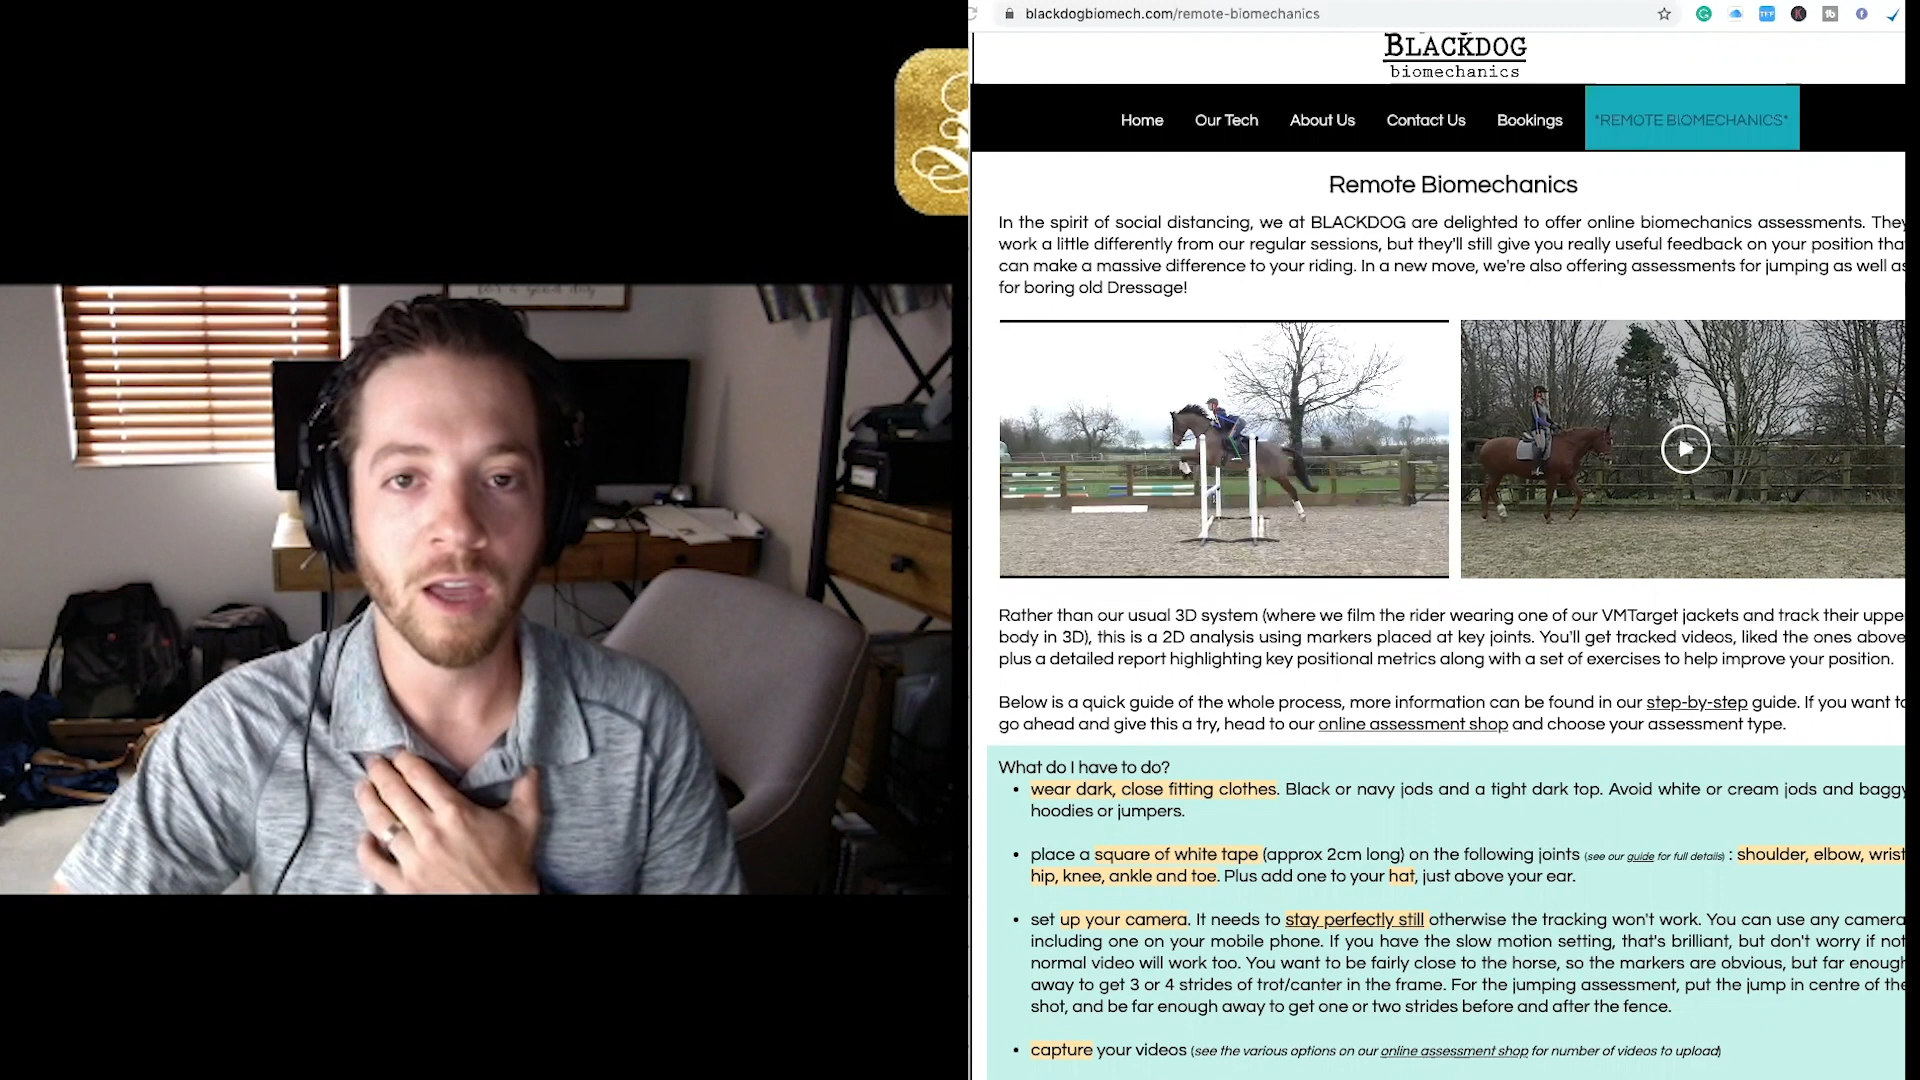 for a good day
blackdogbiomech.com/remote-biomechanics
BLACKDOG
biomechanics
Home Our Tech About Us Contact Us Bookings *REMOTE BIOMECHANICS*
Remote Biomechanics
In the spirit of social distancing, we at BLACKDOG are delighted to offer online biomechanics assessments. They
work a little differently from our regular sessions, but they'll still give you really useful feedback on your position tha
can make a massive difference to your riding. In a new move, we're also offering assessments for jumping as well as
for boring old Dressage!
Rather than our usual 3D system (where we film the rider wearing one of our VMTarget jackets and track their uppe
body in 3D), this is a 2D analysis using markers placed at key joints. You'll get tracked videos, liked the ones above
plus a detailed report highlighting key positional metrics along with a set of exercises to help improve your position.
Below is a quick guide of the whole process, more information can be found in our step-by-step guide. If you want to
go ahead and give this a try, head to our online assessment shop and choose your assessment type.
What do I have to do?
• wear dark, close fitting clothes. Black or navy jods and a tight dark top. Avoid white or cream jods and baggy
hoodies or jumpers.
• place a square of white tape (approx 2cm long) on the following joints (see our guide for full details) : shoulder, elbow, wrist
hip, knee, ankle and toe. Plus add one to your hat, just above your ear.
• set up your camera. It needs to stay perfectly still otherwise the tracking won't work. You can use any camera
including one on your mobile phone. If you have the slow motion setting, that's brilliant, but don't worry if not
normal video will work too. You want to be fairly close to the horse, so the markers are obvious, but far enough
away to get 3 or 4 strides of trot/canter in the frame. For the jumping assessment, put the jump in centre of the
shot, and be far enough away to get one or two strides before and after the fence.
• capture your videos (see the various options on our online assessment shop for number of videos to upload)